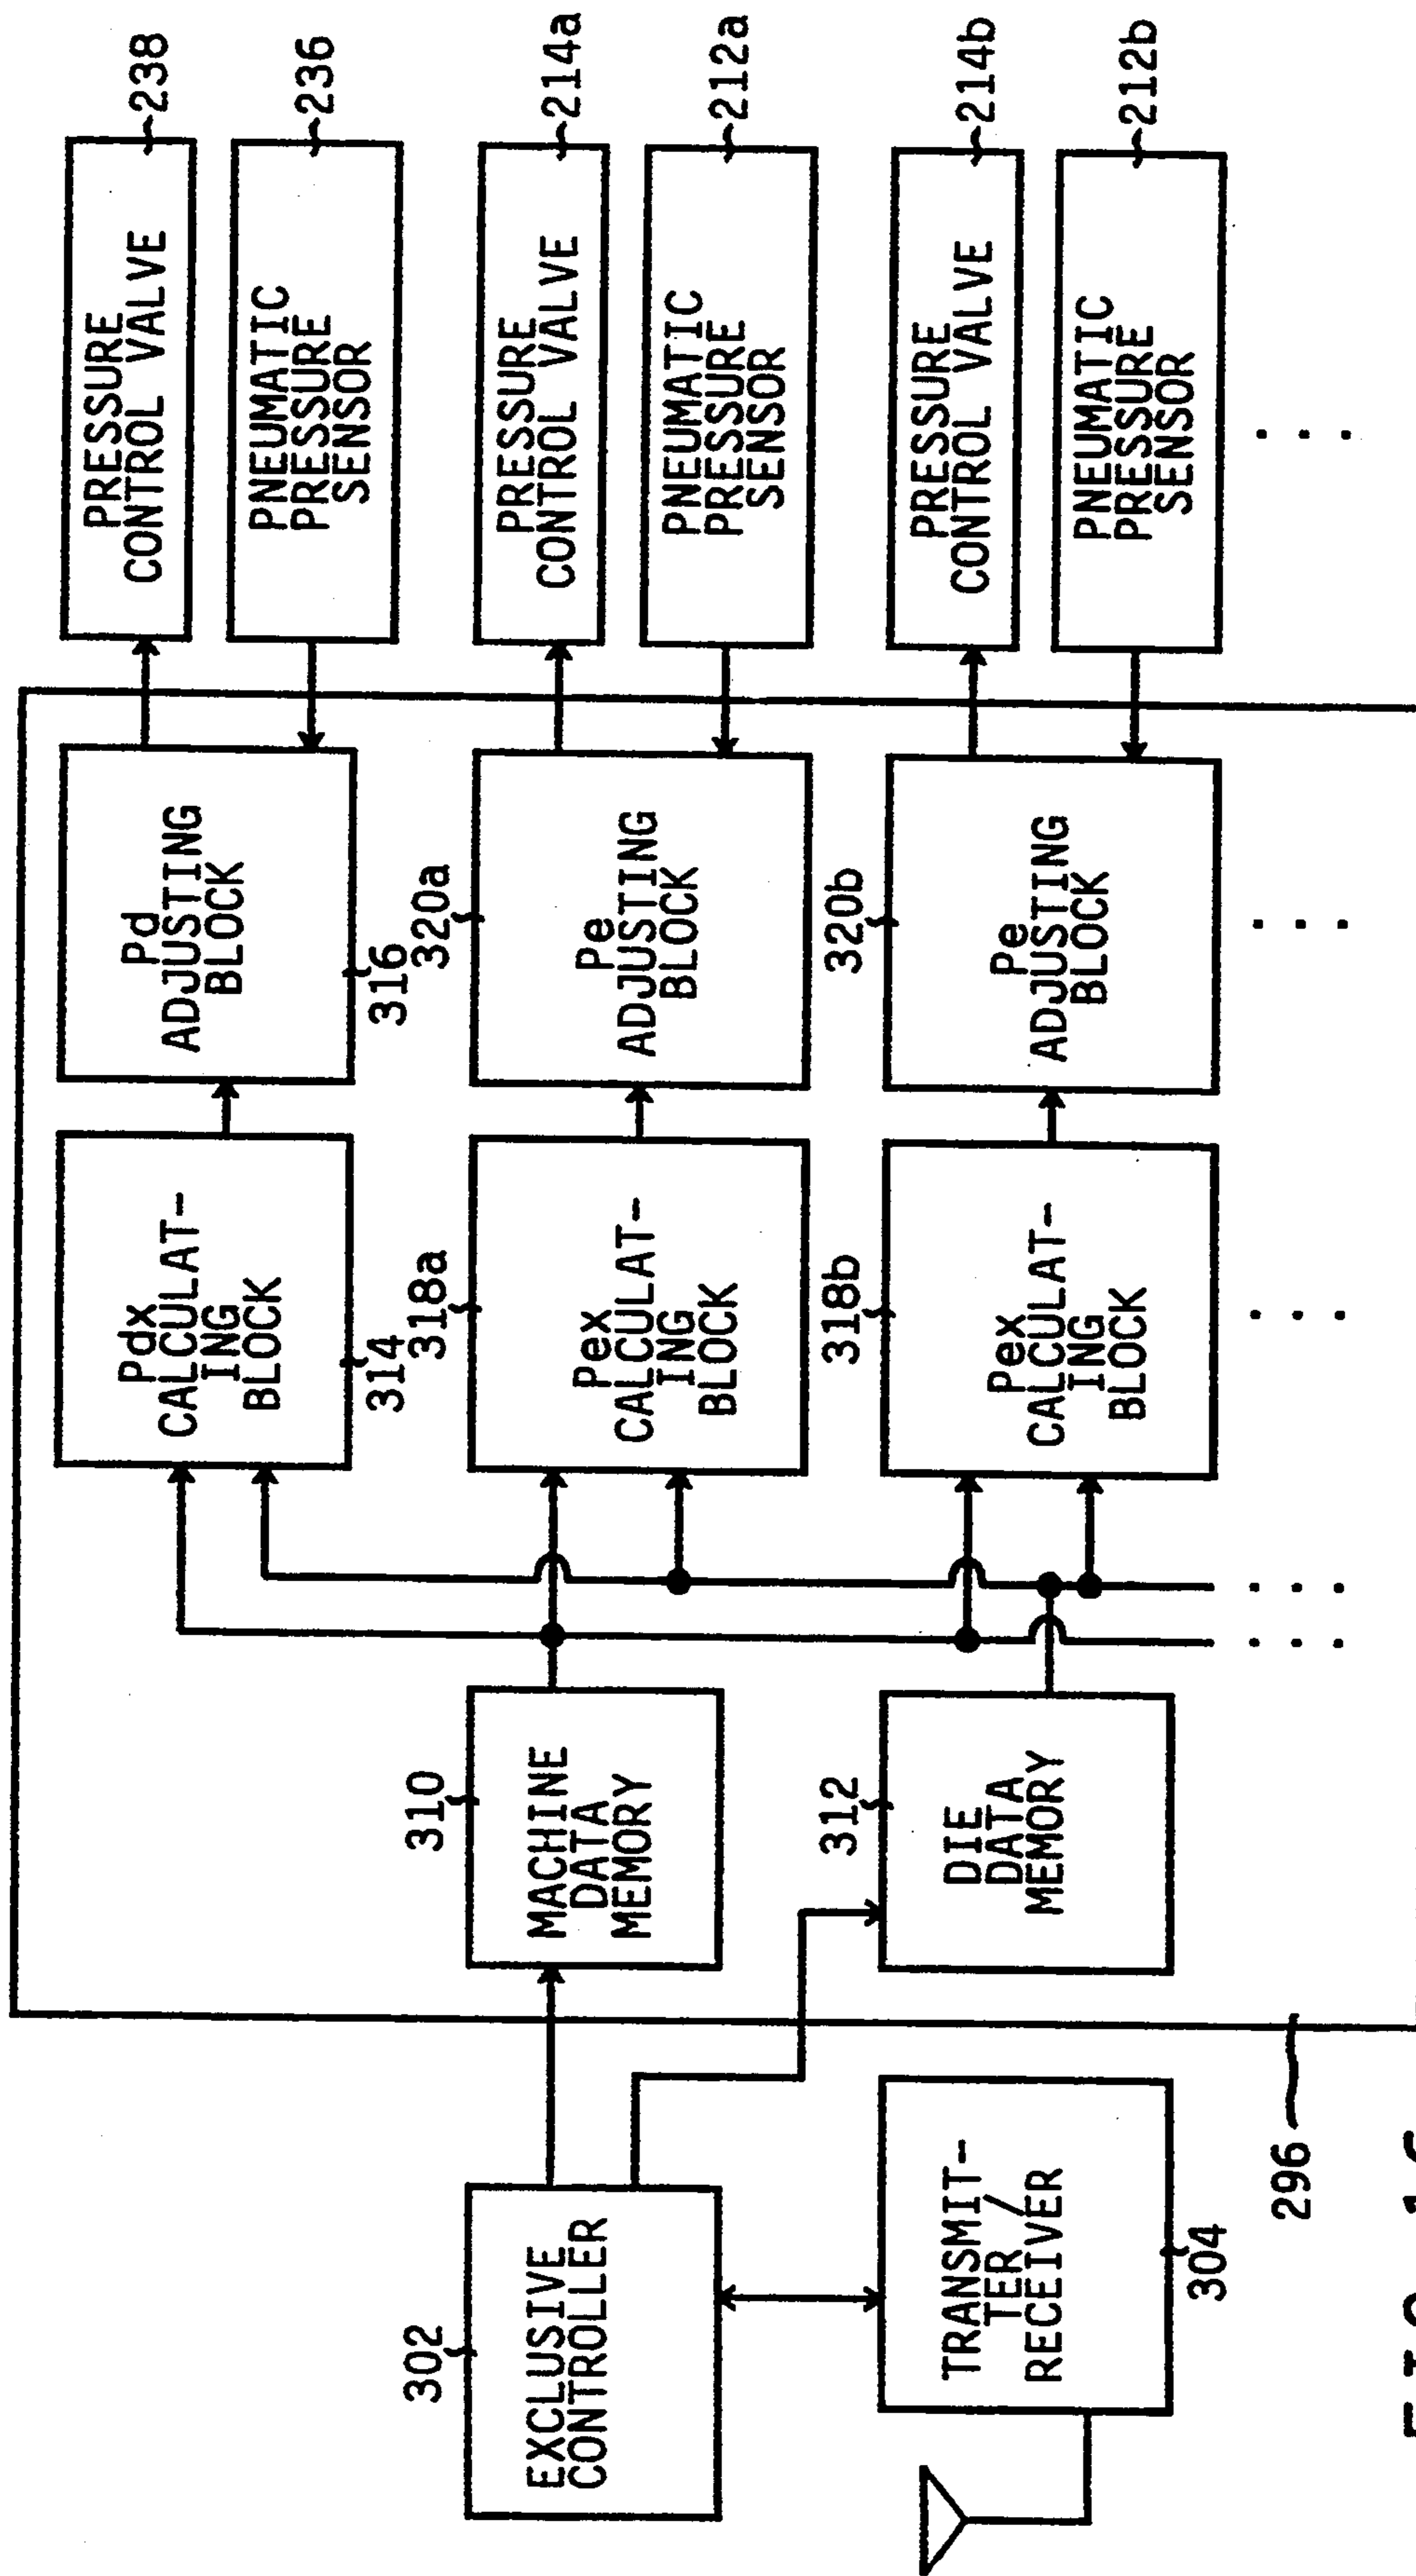 302
EXCLUSIVE
CONTROLLER
TRANSMIT-
TER/
RECEIVER
304
296
310
MACHINE
DATA
MEMORY
312
DIE
DATA
MEMORY
Pdx
CALCULAT-
ING
BLOCK
314
318a
Pex
CALCULAT-
ING
BLOCK
318b
Pex
CALCULAT-
ING
BLOCK
Pd
ADJUSTING
BLOCK
316
320a
Pe
ADJUSTING
BLOCK
320b
Pe
ADJUSTING
BLOCK
PRESSURE
CONTROL VALVE
238
PNEUMATIC
PRESSURE
SENSOR
236
PRESSURE
CONTROL VALVE
214a
PNEUMATIC
PRESSURE
SENSOR
212a
PRESSURE
CONTROL VALVE
214b
PNEUMATIC
PRESSURE
SENSOR
212b